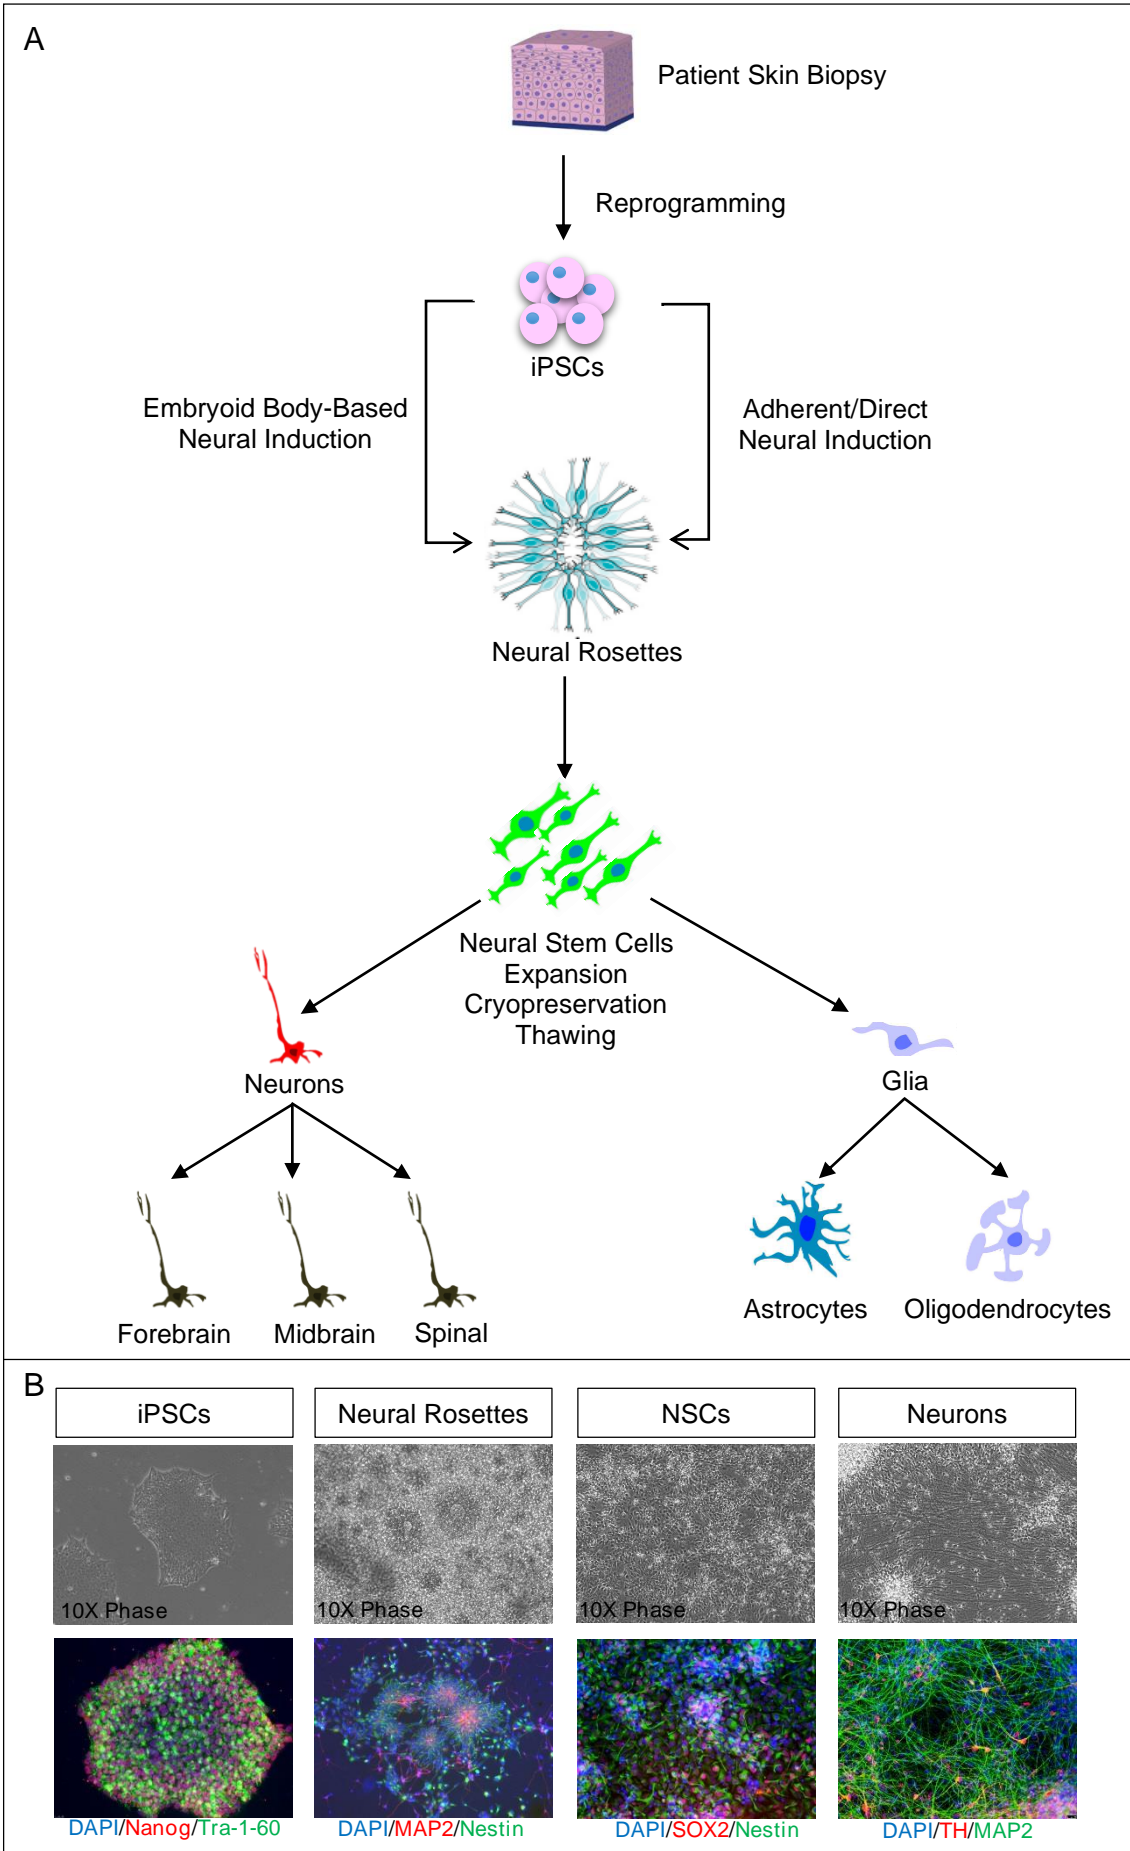 A
Patient Skin Biopsy
Reprogramming
iPSCs
Embryoid Body-Based
Neural Induction
Adherent/Direct
Neural Induction
Neural Rosettes
Neural Stem Cells
Expansion
Cryopreservation
Thawing
Neurons
Glia
Forebrain
Midbrain
Spinal
Astrocytes
Oligodendrocytes
B
iPSCs
Neural Rosettes
NSCs
Neurons
10X Phase
10X Phase
10X Phase
10X Phase
DAPI/Nanog/Tra-1-60
DAPI/MAP2/Nestin
DAPI/SOX2/Nestin
DAPI/TH/MAP2